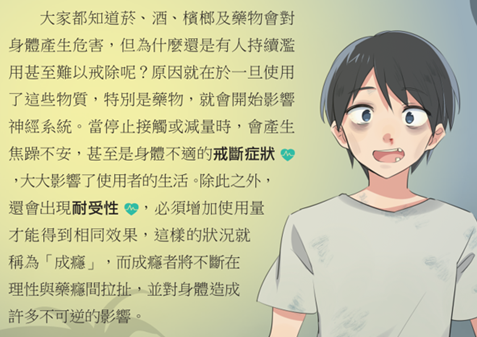 大家都知道菸、酒、檳榔及藥物會對
身體產生危害，但為什麼還是有人持續濫
用甚至難以戒除呢？原因就在於一旦使用
了這些物質，特別是藥物，就會開始影響
神經系統。當停止接觸或減量時，會產生
焦躁不安，甚至是身體不適的戒斷症狀
，大大影響了使用者的生活。除此之外，
還會出現耐受性，必須增加使用量
才能得到相同效果，這樣的狀況就
稱為「成癮」，而成癮者將不斷在
理性與藥癮間拉扯，並對身體造成
許多不可逆的影響。